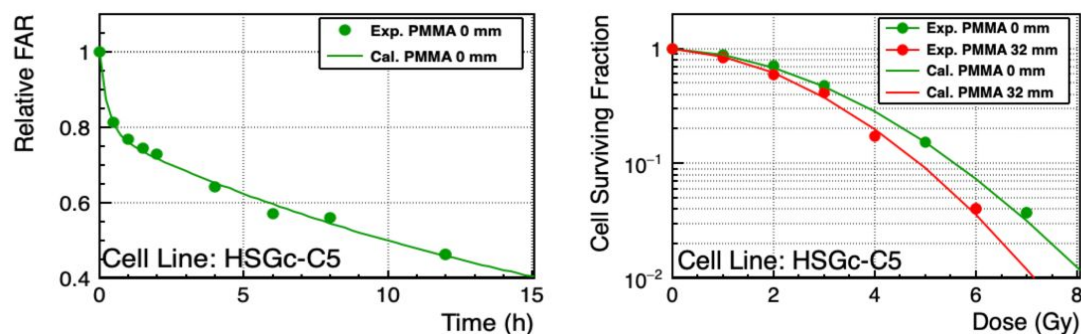 Relative FAR
1
0.8
0.6
0.4
Exp. PMMA 0 mm
Cal. PMMA 0 mm
Cell Line: HSGc-C5
0 5 10 15
Time (h)
Cell Surviving Fraction
1
10⁻¹
10⁻²
Exp. PMMA 0 mm
Exp. PMMA 32 mm
Cal. PMMA 0 mm
Cal. PMMA 32 mm
Cell Line: HSGc-C5
0 2 4 6 8
Dose (Gy)